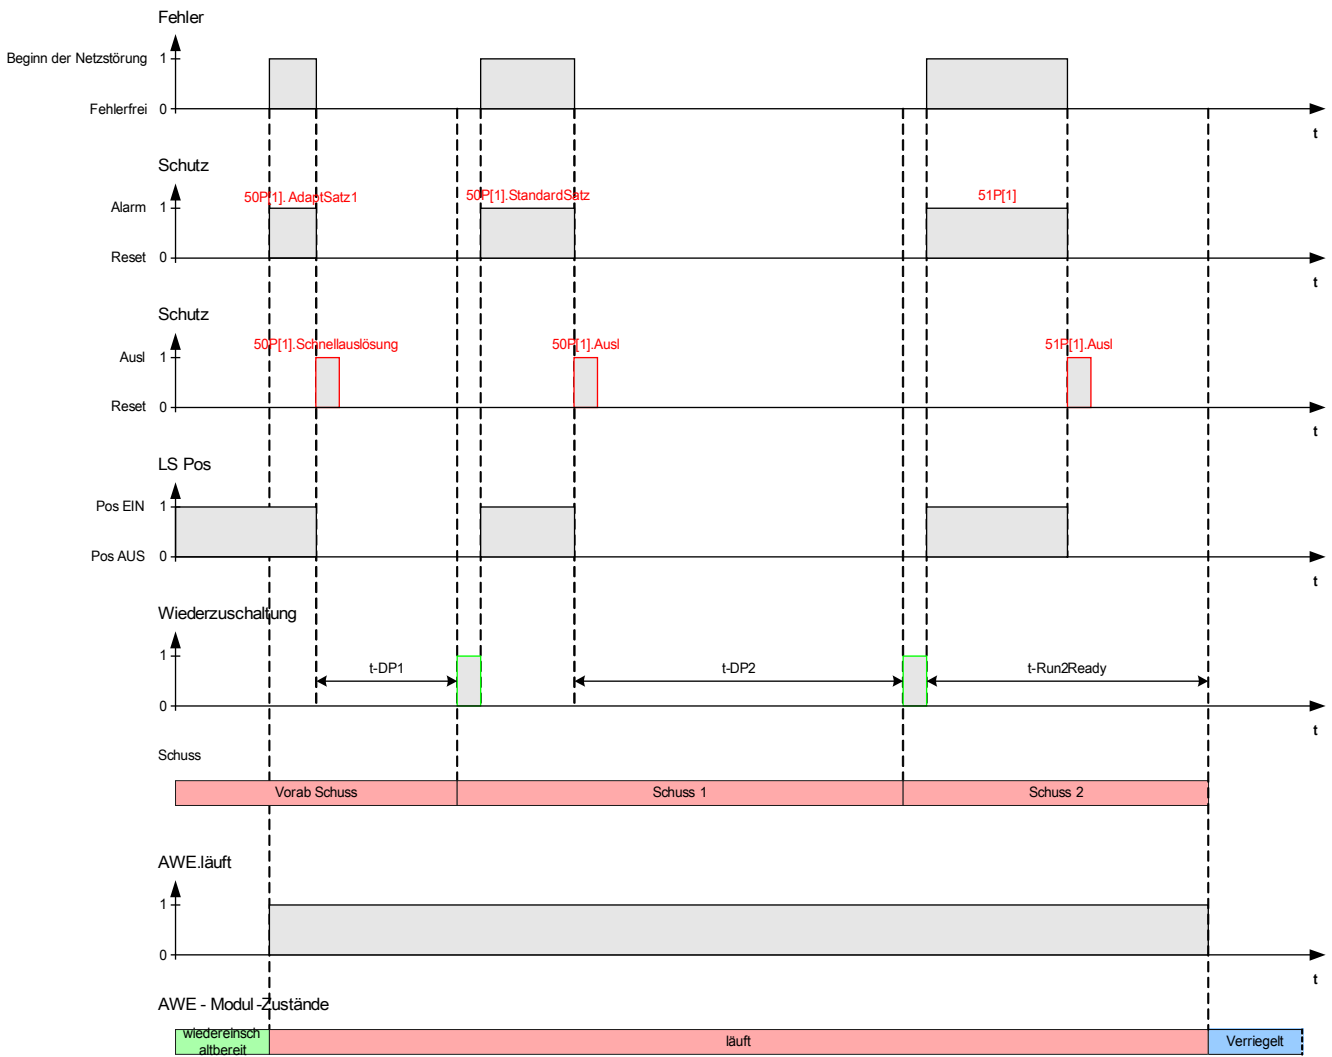 Fehler
Beginn der Netzstörung 1
Fehlerfrei 0
t
Schutz
50P[1].AdaptSatz1 50P[1].StandardSatz 51P[1]
Alarm 1
Reset 0
t
Schutz
50P[1].Schnellauslösung 50P[1].Ausl 51P[1].Ausl
Ausl 1
Reset 0
t
LS Pos
Pos EIN 1
Pos AUS 0
t
Wiederzuschaltung
1
t-DP1 t-DP2 t-Run2Ready
0
t
Schuss
Vorab Schuss Schuss 1 Schuss 2
AWE.läuft
1
0
t
AWE - Modul-Zustände
wiedereinsch
altbereit
läuft Verriegelt